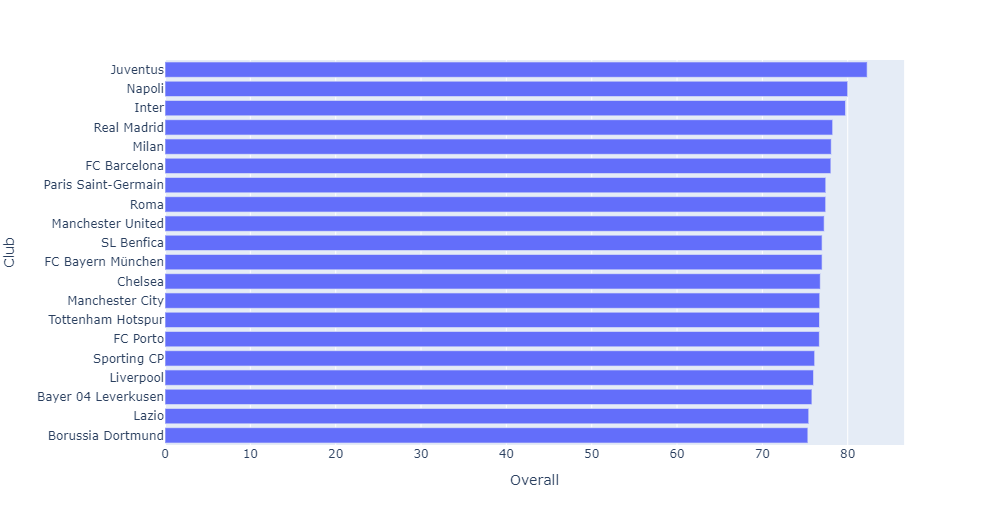 Juventus
Napoli
Inter
Real Madrid
Milan
FC Barcelona
Paris Saint-Germain
Roma
Manchester United
SL Benfica
FC Bayern München
Chelsea
Manchester City
Tottenham Hotspur
FC Porto
Sporting CP
Liverpool
Bayer 04 Leverkusen
Lazio
Borussia Dortmund
Club
0 10 20 30 40 50 60 70 80
Overall